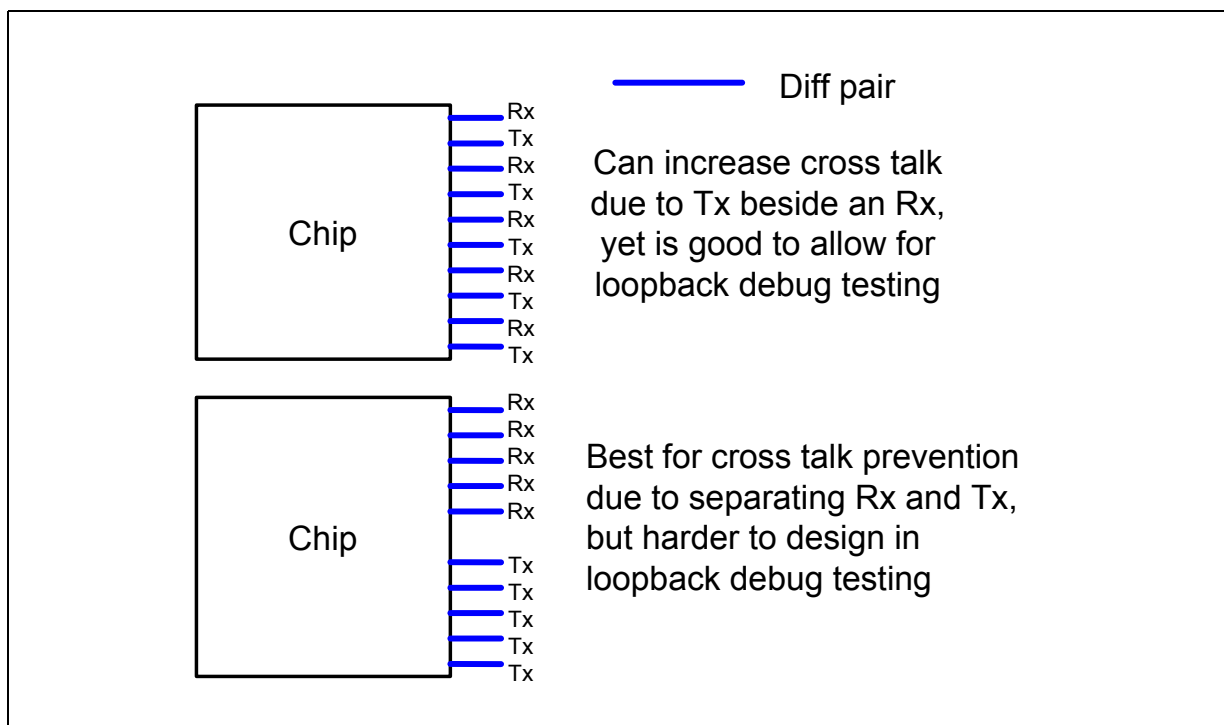 Diff pair
Rx
Tx
Rx
Tx
Rx
Tx
Rx
Tx
Rx
Tx
Chip
Can increase cross talk
due to Tx beside an Rx,
yet is good to allow for
loopback debug testing
Rx
Rx
Rx
Rx
Rx
Tx
Tx
Tx
Tx
Tx
Chip
Best for cross talk prevention
due to separating Rx and Tx,
but harder to design in
loopback debug testing